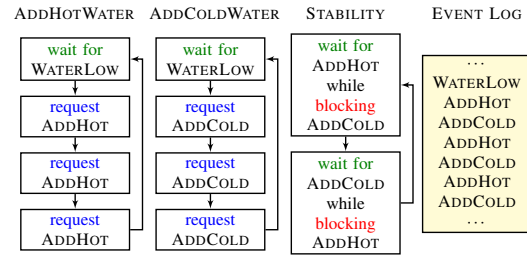 ADDHOTWATER
wait for
WATERLOW
request
ADDHOT
request
ADDHOT
request
ADDHOT
ADDCOLDWATER
wait for
WATERLOW
request
ADDCOLD
request
ADDCOLD
request
ADDCOLD
STABILITY
wait for
ADDHOT
while
blocking
ADDCOLD
wait for
ADDCOLD
while
blocking
ADDHOT
EVENT LOG
...
WATERLOW
ADDHOT
ADDCOLD
ADDHOT
ADDCOLD
ADDHOT
ADDCOLD
...